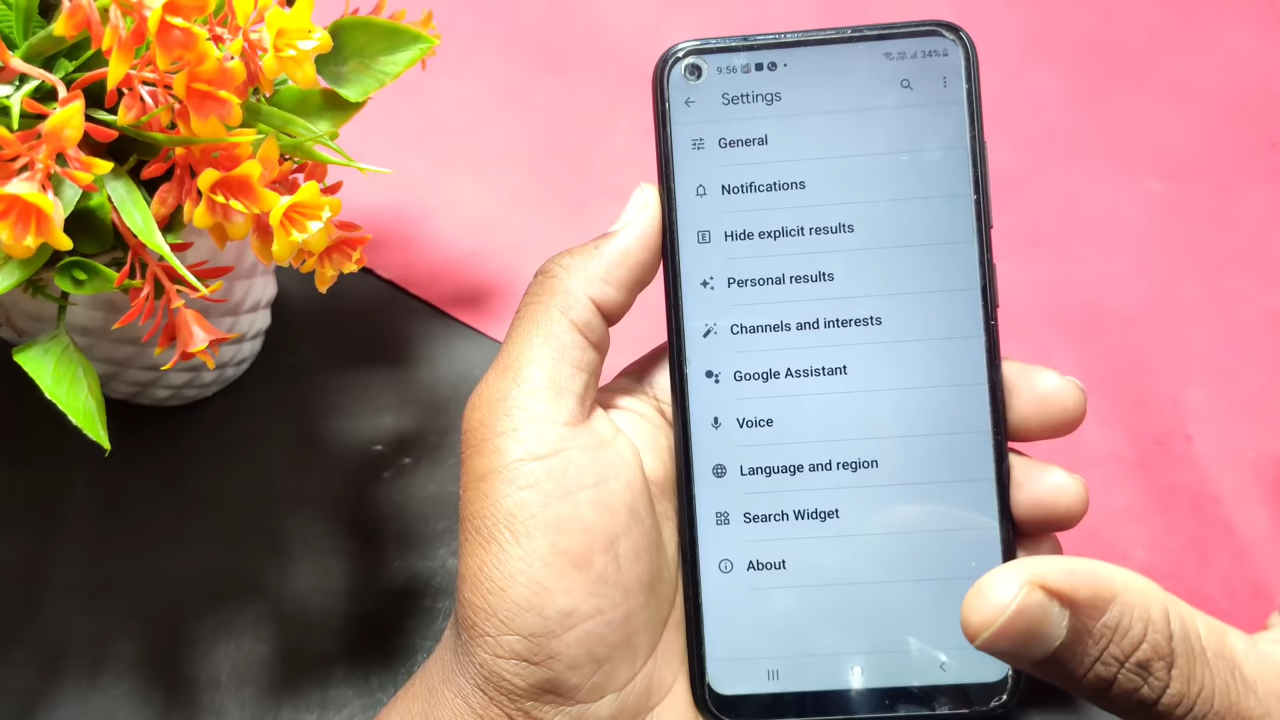 9:56
34%
Settings
General
Notifications
Hide explicit results
Personal results
Channels and interests
Google Assistant
Voice
Language and region
Search Widget
About